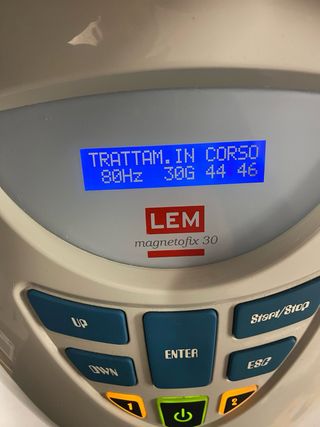 TRATTAM.IN CORSO
80Hz 30G 44 46
LEM
magnetofix 30
UP
Start/Stop
ENTER
DWN
ESC
1
2